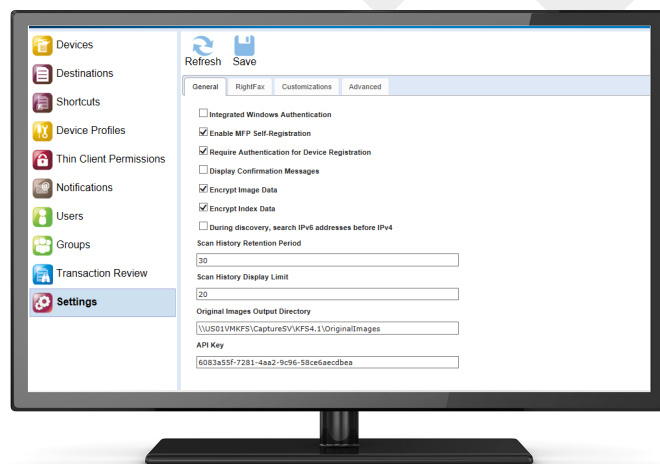 Devices
Destinations
Shortcuts
Device Profiles
Thin Client Permissions
Notifications
Users
Groups
Transaction Review
Settings
Refresh Save
General RightFax Customizations Advanced
Integrated Windows Authentication
Enable MFP Self-Registration
Require Authentication for Device Registration
Display Confirmation Messages
Encrypt Image Data
Encrypt Index Data
During discovery, search IPv6 addresses before IPv4
Scan History Retention Period
30
Scan History Display Limit
20
Original Images Output Directory
\\US01VMKFS\CaptureSV\KFS4.1\OriginalImages
API Key
6083a55f-7281-4aa2-9c96-58ce6aecdbea